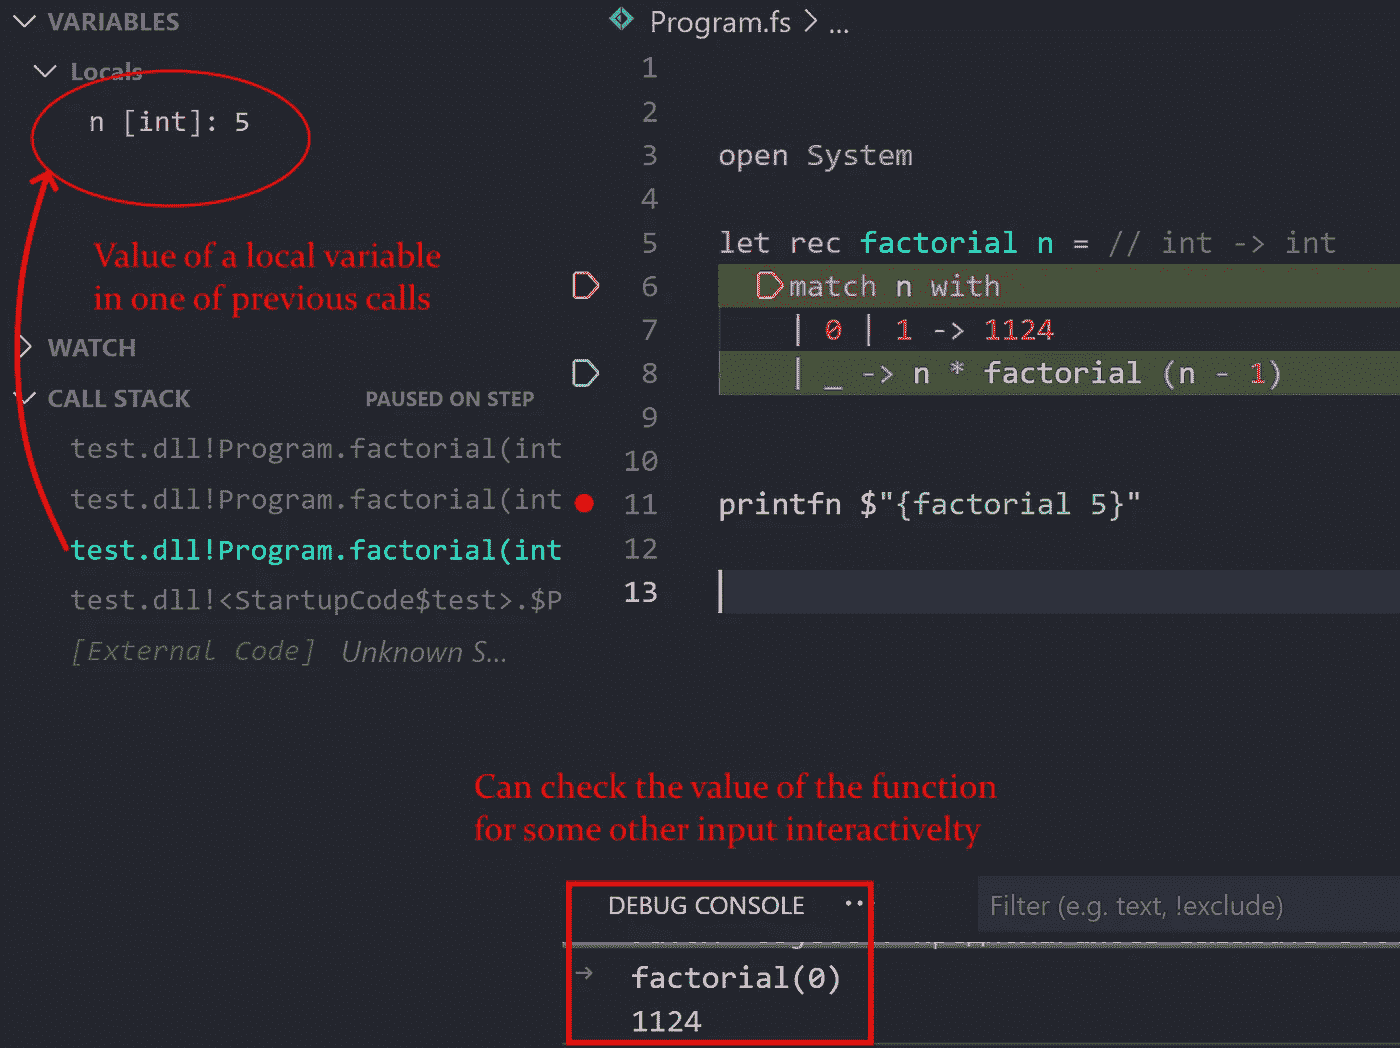 VARIABLES
Locals
n [int]: 5
Value of a local variable
in one of previous calls
WATCH
CALL STACK PAUSED ON STEP
test.dll!Program.factorial(int
test.dll!Program.factorial(int
test.dll!Program.factorial(int
test.dll!<StartupCode$test>.$P
[External Code] Unknown S...
Program.fs > ...
1
2
3 open System
4
5 let rec factorial n = // int -> int
6 match n with
7 | 0 | 1 -> 1124
8 | _ -> n * factorial (n - 1)
9
10
11 printfn $"{factorial 5}"
12
13
Can check the value of the function
for some other input interactivelty
DEBUG CONSOLE ··· Filter (e.g. text, !exclude)
→ factorial(0)
1124